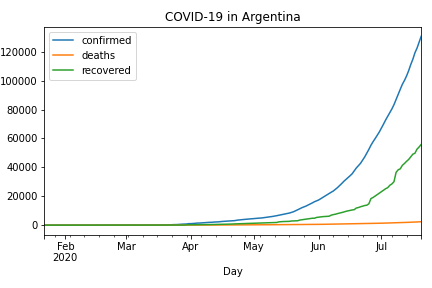 COVID-19 in Argentina
confirmed
deaths
recovered
120000
100000
80000
60000
40000
20000
0
Feb Mar Apr May Jun Jul
2020
Day